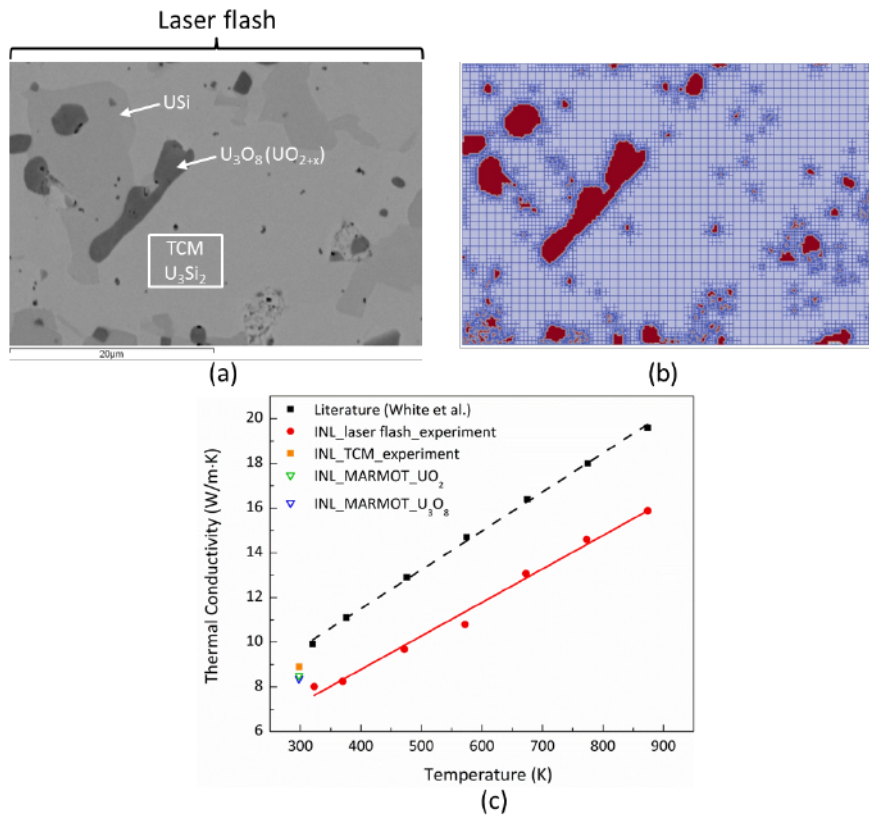 Laser flash
USi
U₃O₈ (UO₂₊ₓ)
TCM
U₃Si₂
20μm
(a)
(b)
20
18
16
14
12
10
8
6
Thermal Conductivity (W/m·K)
Literature (White et al.)
INL_laser flash_experiment
INL_TCM_experiment
INL_MARMOT_UO₂
INL_MARMOT_U₃O₈
300 400 500 600 700 800 900
Temperature (K)
(c)